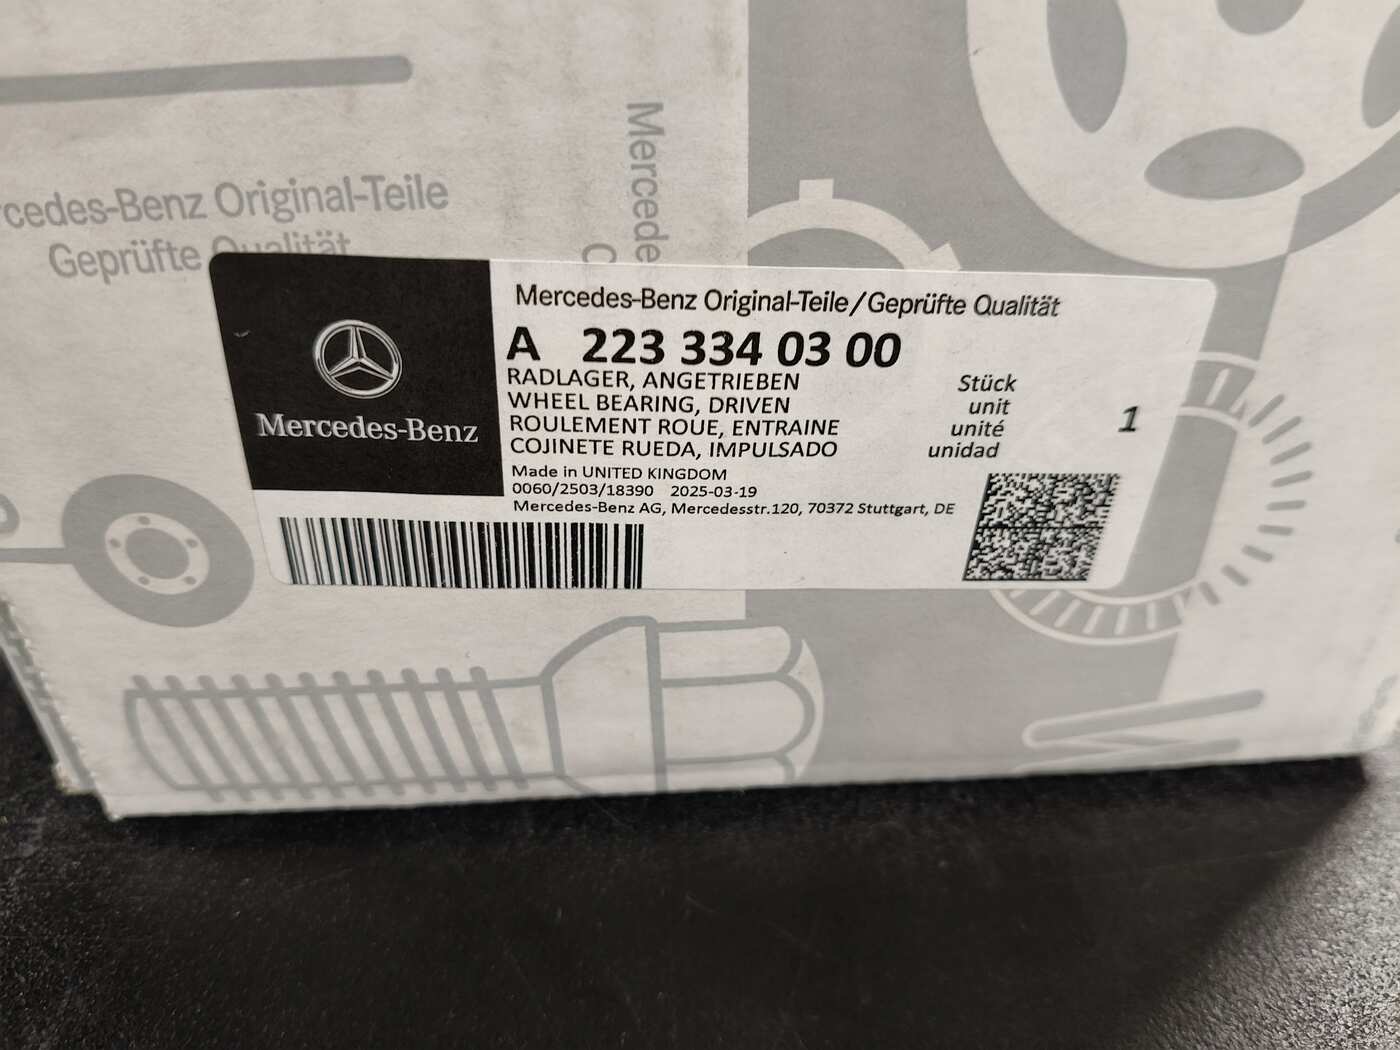 Mercedes
cedes-Benz Original-Teile
Geprüfte Qualität
Mercedes-Benz Original-Teile/Geprüfte Qualität
A 223 334 03 00
RADLAGER, ANGETRIEBEN Stück
WHEEL BEARING, DRIVEN unit
ROULEMENT ROUE, ENTRAINE unité
COJINETE RUEDA, IMPULSADO unidad
1
Mercedes-Benz
Made in UNITED KINGDOM
0060/2503/18390 2025-03-19
Mercedes-Benz AG, Mercedesstr.120, 70372 Stuttgart, DE